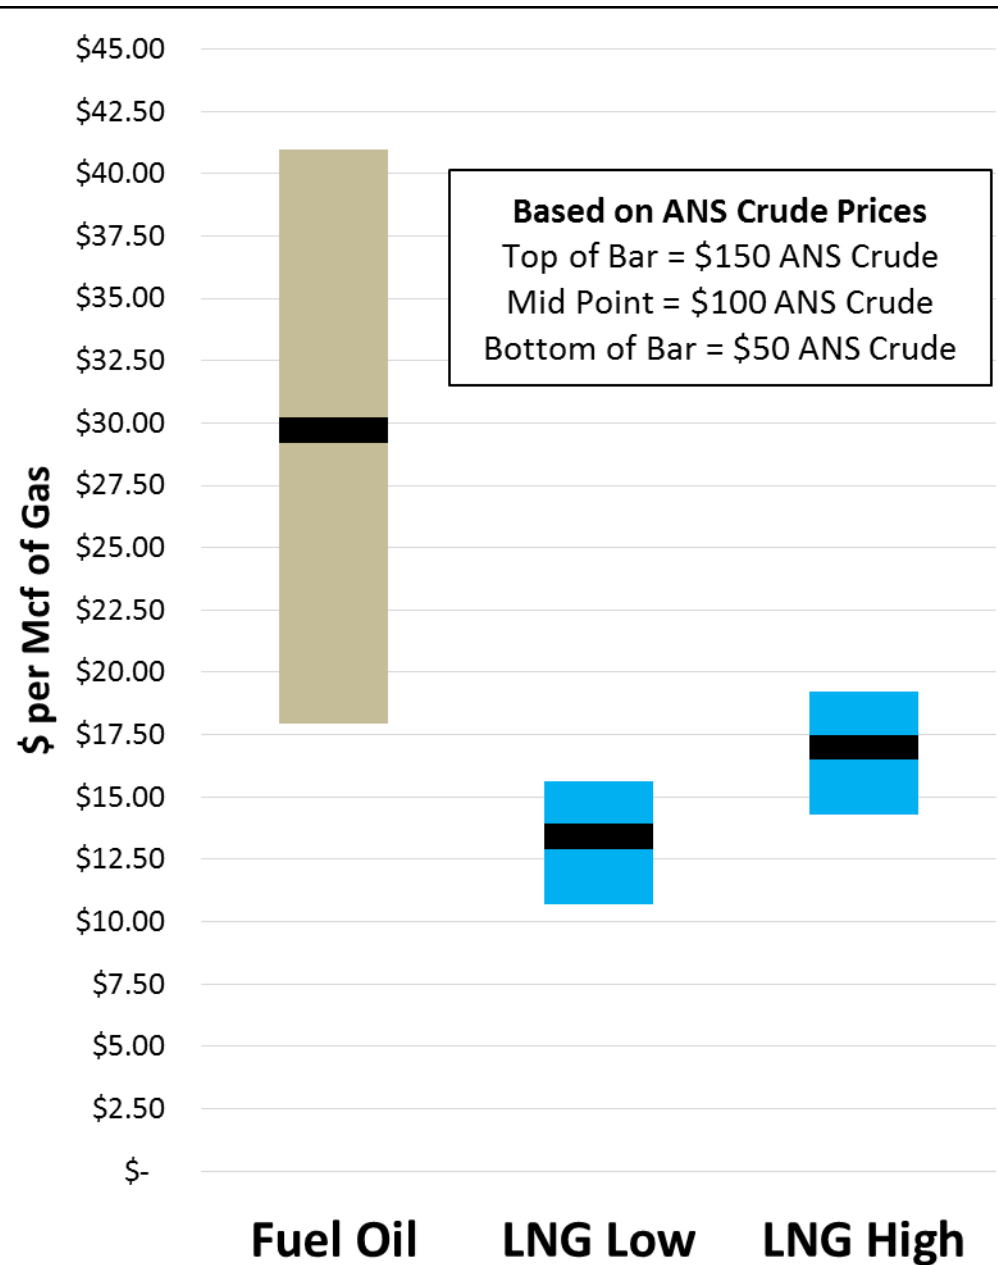 $45.00
$42.50
$40.00
$37.50
$35.00
$32.50
$30.00
$27.50
$25.00
$22.50
$20.00
$17.50
$15.00
$12.50
$10.00
$7.50
$5.00
$2.50
$-
$ per Mcf of Gas
Based on ANS Crude Prices
Top of Bar = $150 ANS Crude
Mid Point = $100 ANS Crude
Bottom of Bar = $50 ANS Crude
Fuel Oil
LNG Low
LNG High